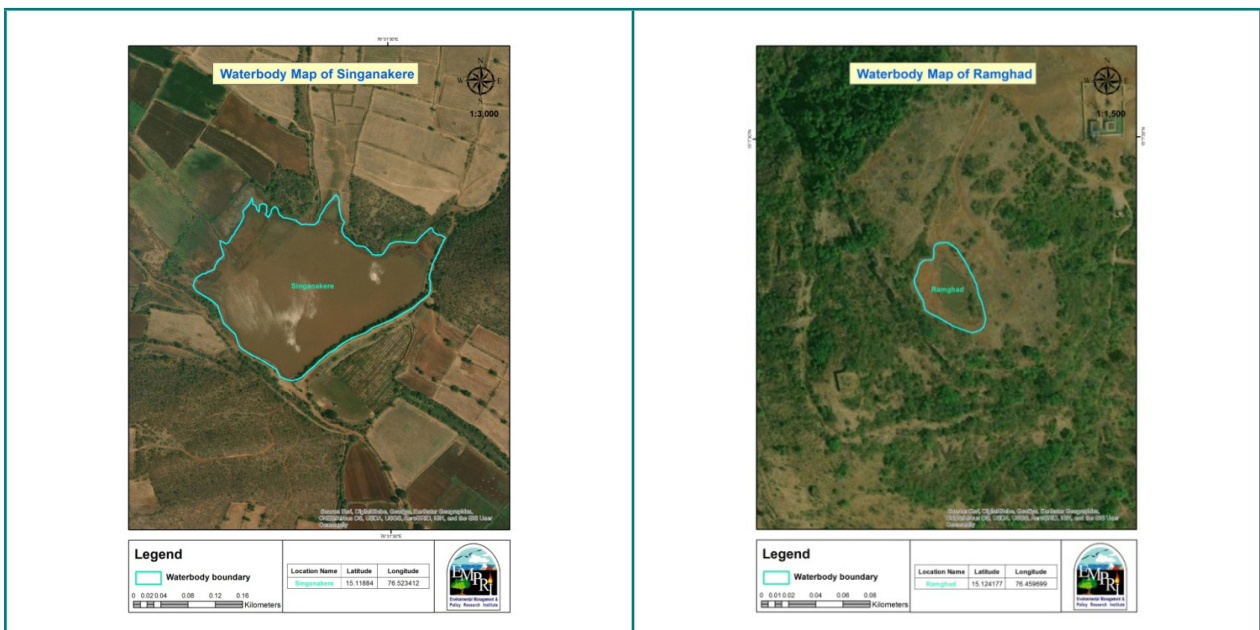 Waterbody Map of Singanakere
N
W E
S
1:3,000
Singanakere
Legend
Waterbody boundary
0 0.02 0.04 0.08 0.12 0.16
Kilometers
Location Name Latitude Longitude
Singanakere 15.11884 76.523412
EMPRI
Environmental Management &
Policy Research Institute
Waterbody Map of Ramghad
N
W E
S
1:1,500
Ramghad
Legend
Waterbody boundary
0 0.01 0.02 0.04 0.06 0.08
Kilometers
Location Name Latitude Longitude
Ramghad 15.124177 76.459699
EMPRI
Environmental Management &
Policy Research Institute